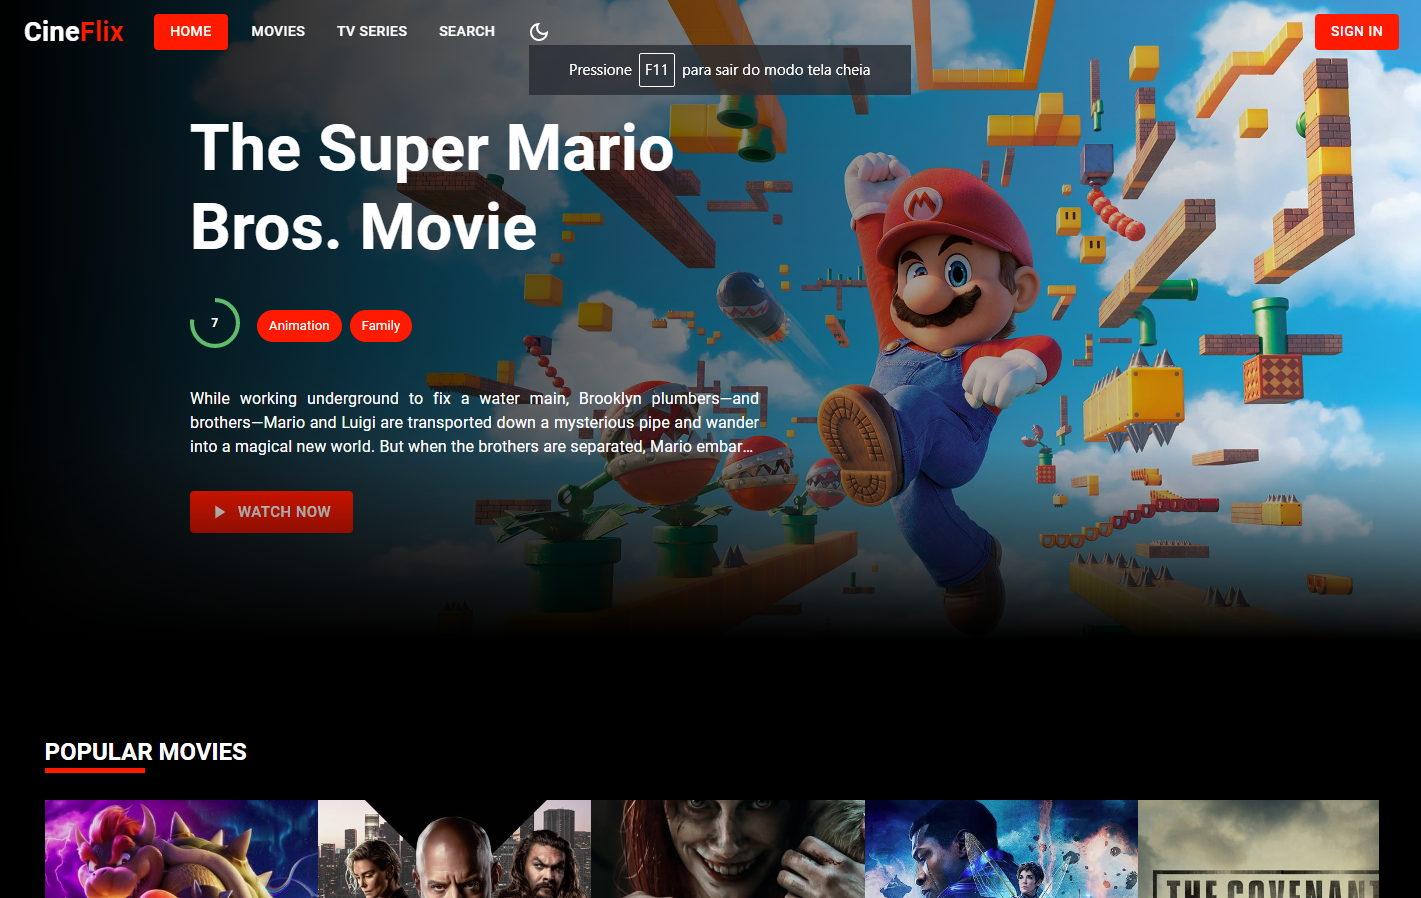 CineFlix HOME MOVIES TV SERIES SEARCH SIGN IN
Pressione F11 para sair do modo tela cheia
The Super Mario
Bros. Movie
7 Animation Family
While working underground to fix a water main, Brooklyn plumbers—and
brothers—Mario and Luigi are transported down a mysterious pipe and wander
into a magical new world. But when the brothers are separated, Mario embar...
WATCH NOW
POPULAR MOVIES
THE COVENANT